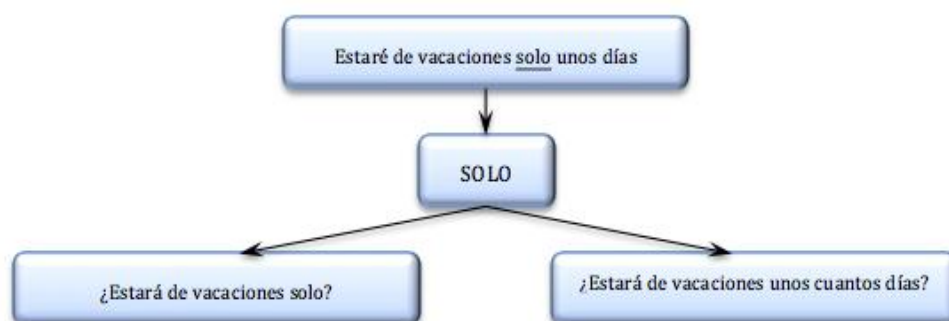 Estaré de vacaciones solo unos días
SOLO
¿Estará de vacaciones solo?
¿Estará de vacaciones unos cuantos días?